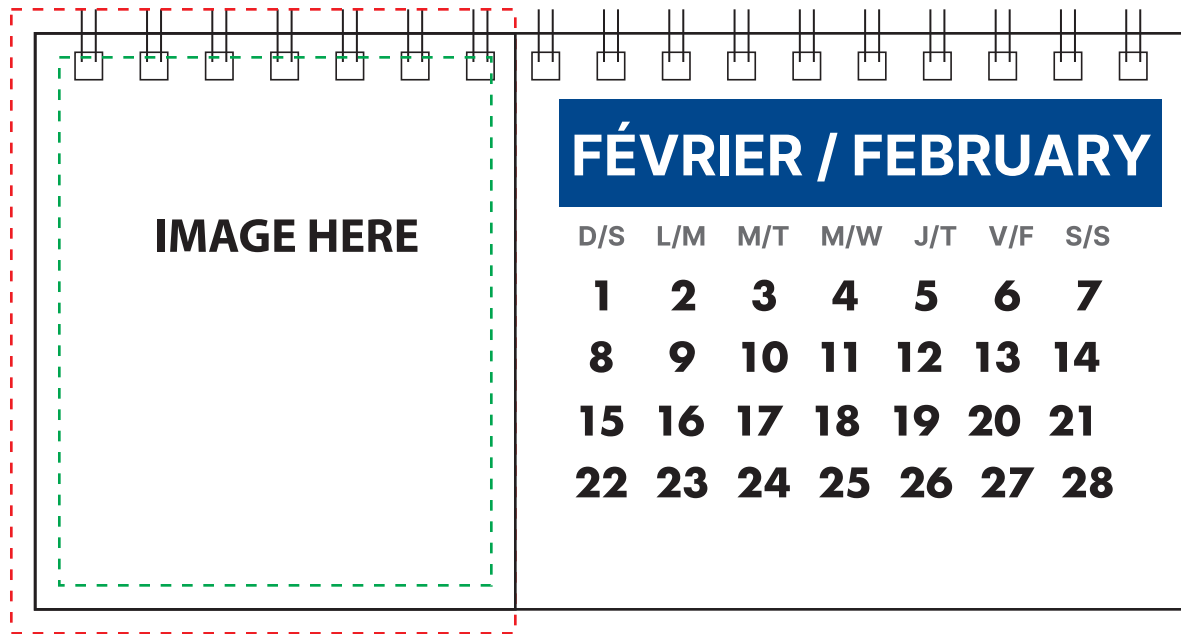 IMAGE HERE
FÉVRIER / FEBRUARY
D/S L/M M/T M/W J/T V/F S/S
1 2 3 4 5 6 7
8 9 10 11 12 13 14
15 16 17 18 19 20 21
22 23 24 25 26 27 28